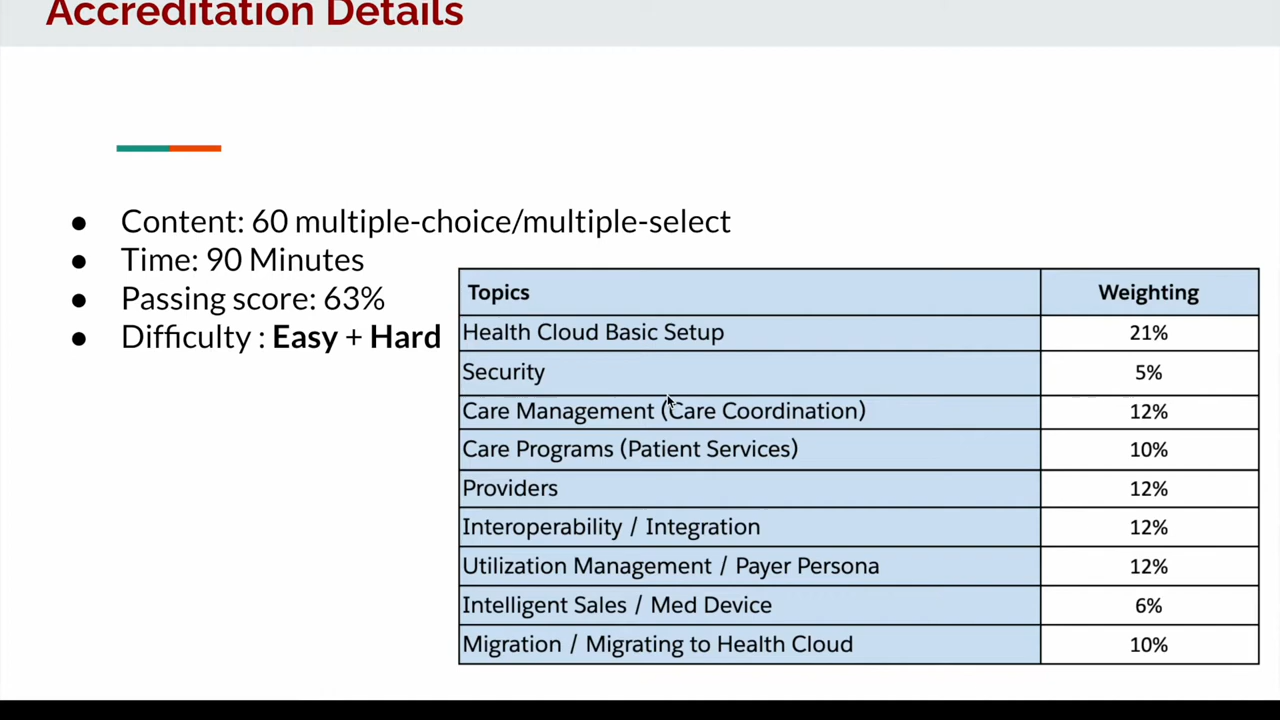 Accreditation Details
● Content: 60 multiple-choice/multiple-select
● Time: 90 Minutes
● Passing score: 63%
● Difficulty : Easy + Hard
Topics Weighting
Health Cloud Basic Setup 21%
Security 5%
Care Management (Care Coordination) 12%
Care Programs (Patient Services) 10%
Providers 12%
Interoperability / Integration 12%
Utilization Management / Payer Persona 12%
Intelligent Sales / Med Device 6%
Migration / Migrating to Health Cloud 10%